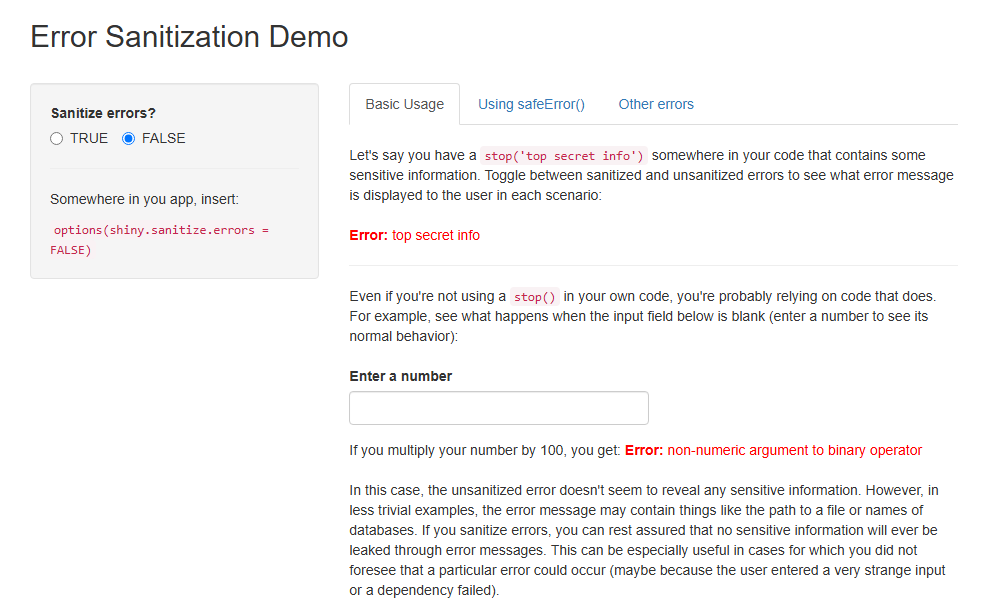 Error Sanitization Demo
Sanitize errors?
TRUE FALSE
Somewhere in you app, insert:
options(shiny.sanitize.errors =
FALSE)
Basic Usage Using safeError() Other errors
Let's say you have a stop('top secret info') somewhere in your code that contains some
sensitive information. Toggle between sanitized and unsanitized errors to see what error message
is displayed to the user in each scenario:
Error: top secret info
Even if you're not using a stop() in your own code, you're probably relying on code that does.
For example, see what happens when the input field below is blank (enter a number to see its
normal behavior):
Enter a number
If you multiply your number by 100, you get: Error: non-numeric argument to binary operator
In this case, the unsanitized error doesn't seem to reveal any sensitive information. However, in
less trivial examples, the error message may contain things like the path to a file or names of
databases. If you sanitize errors, you can rest assured that no sensitive information will ever be
leaked through error messages. This can be especially useful in cases for which you did not
foresee that a particular error could occur (maybe because the user entered a very strange input
or a dependency failed).